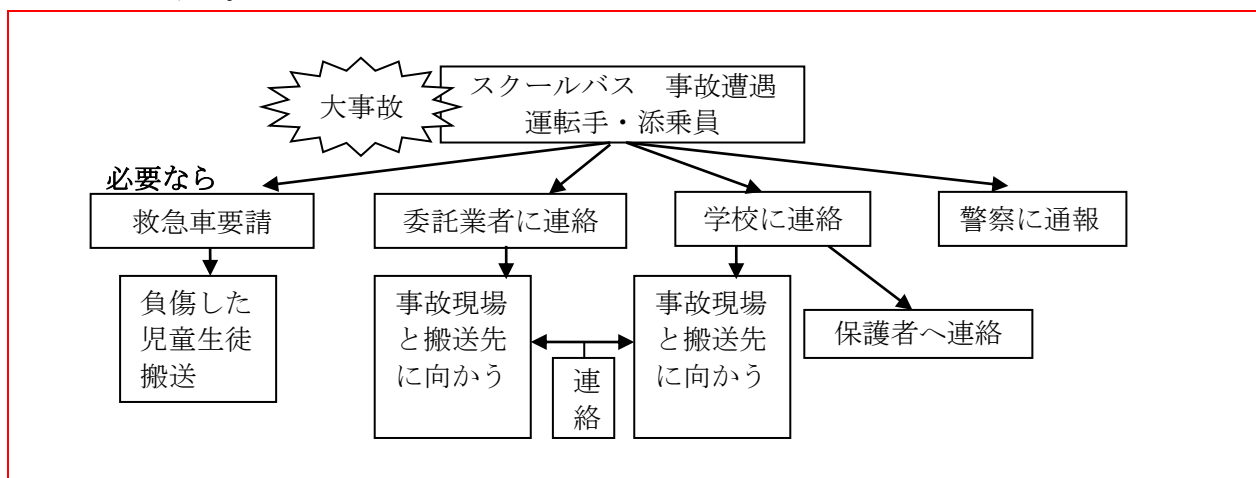 大事故
スクールバス　事故遭遇
運転手・添乗員
必要なら
救急車要請
委託業者に連絡
学校に連絡
警察に通報
負傷した
児童生徒
搬送
事故現場
と搬送先
に向かう
連
絡
事故現場
と搬送先
に向かう
保護者へ連絡